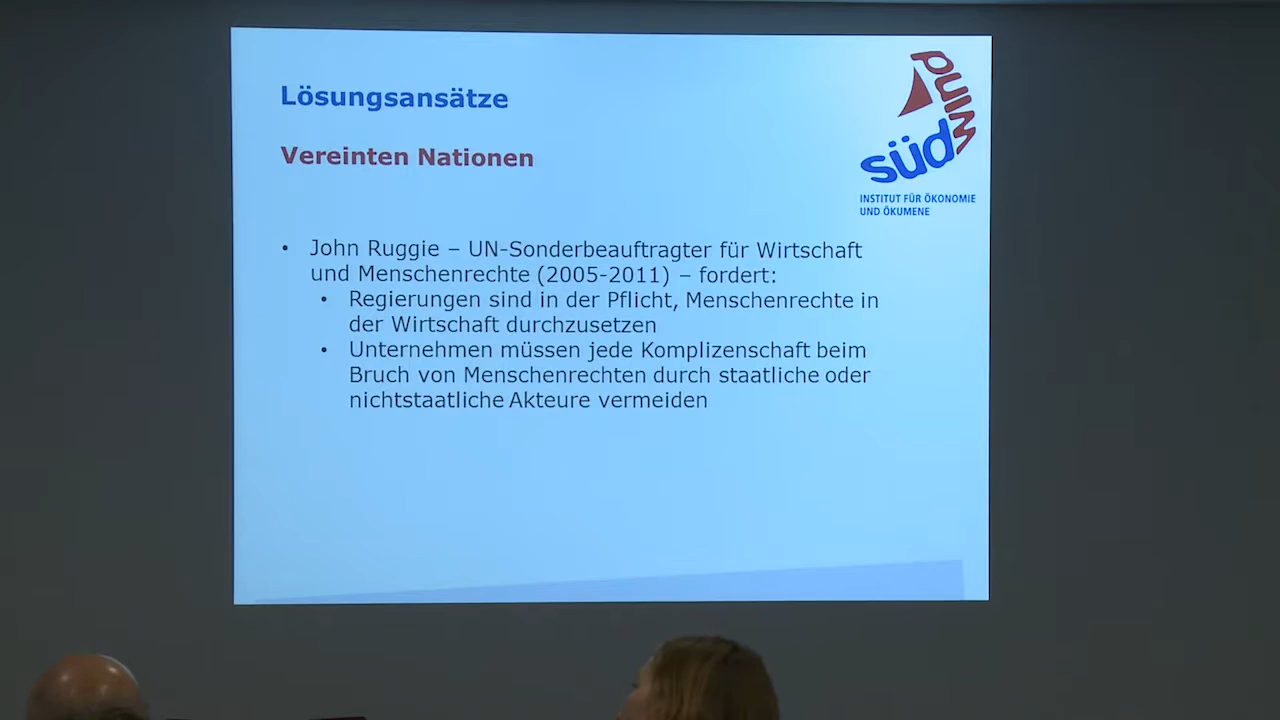 Lösungsansätze
Vereinten Nationen
süd
wind
INSTITUT FÜR ÖKONOMIE
UND ÖKUMENE
• John Ruggie – UN-Sonderbeauftragter für Wirtschaft
und Menschenrechte (2005-2011) – fordert:
• Regierungen sind in der Pflicht, Menschenrechte in
der Wirtschaft durchzusetzen
• Unternehmen müssen jede Komplizenschaft beim
Bruch von Menschenrechten durch staatliche oder
nichtstaatliche Akteure vermeiden